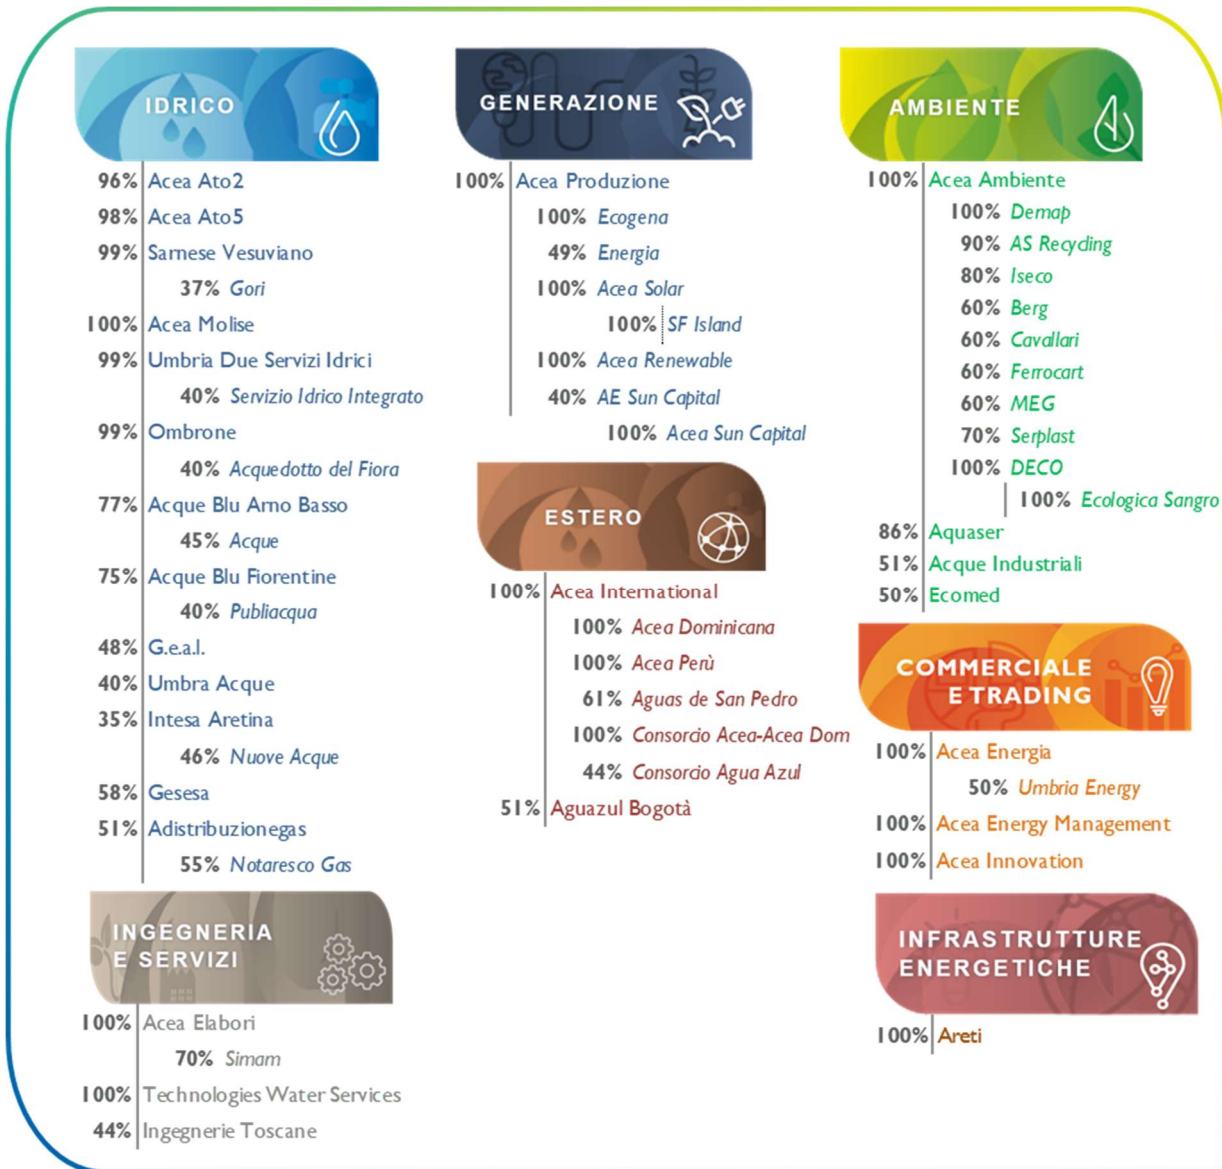 IDRICO
96% Acea Ato2
98% Acea Ato5
99% Sarnese Vesuviano
37% Gori
100% Acea Molise
99% Umbria Due Servizi Idrici
40% Servizio Idrico Integrato
99% Ombrone
40% Acquedotto del Fiora
77% Acque Blu Arno Basso
45% Acque
75% Acque Blu Fiorentine
40% Publiacqua
48% G.e.a.l.
40% Umbra Acque
35% Intesa Aretina
46% Nuove Acque
58% Gesesa
51% Adistribuzionegas
55% Notaresco Gas
INGEGNERIA
E SERVIZI
100% Acea Elabori
70% Simam
100% Technologies Water Services
44% Ingegnerie Toscane
GENERAZIONE
100% Acea Produzione
100% Ecogena
49% Energia
100% Acea Solar
100% SF Island
100% Acea Renewable
40% AE Sun Capital
100% Acea Sun Capital
ESTERO
100% Acea International
100% Acea Dominicana
100% Acea Perù
61% Aguas de San Pedro
100% Consorcio Acea-Acea Dom
44% Consorcio Agua Azul
51% Aguazul Bogotà
AMBIENTE
100% Acea Ambiente
100% Demap
90% AS Recycling
80% Iseco
60% Berg
60% Cavallari
60% Ferrocart
60% MEG
70% Serplast
100% DECO
100% Ecologica Sangro
86% Aquaser
51% Acque Industriali
50% Ecomed
COMMERCIALE
E TRADING
100% Acea Energia
50% Umbria Energy
100% Acea Energy Management
100% Acea Innovation
INFRASTRUTTURE
ENERGETICHE
100% Areti